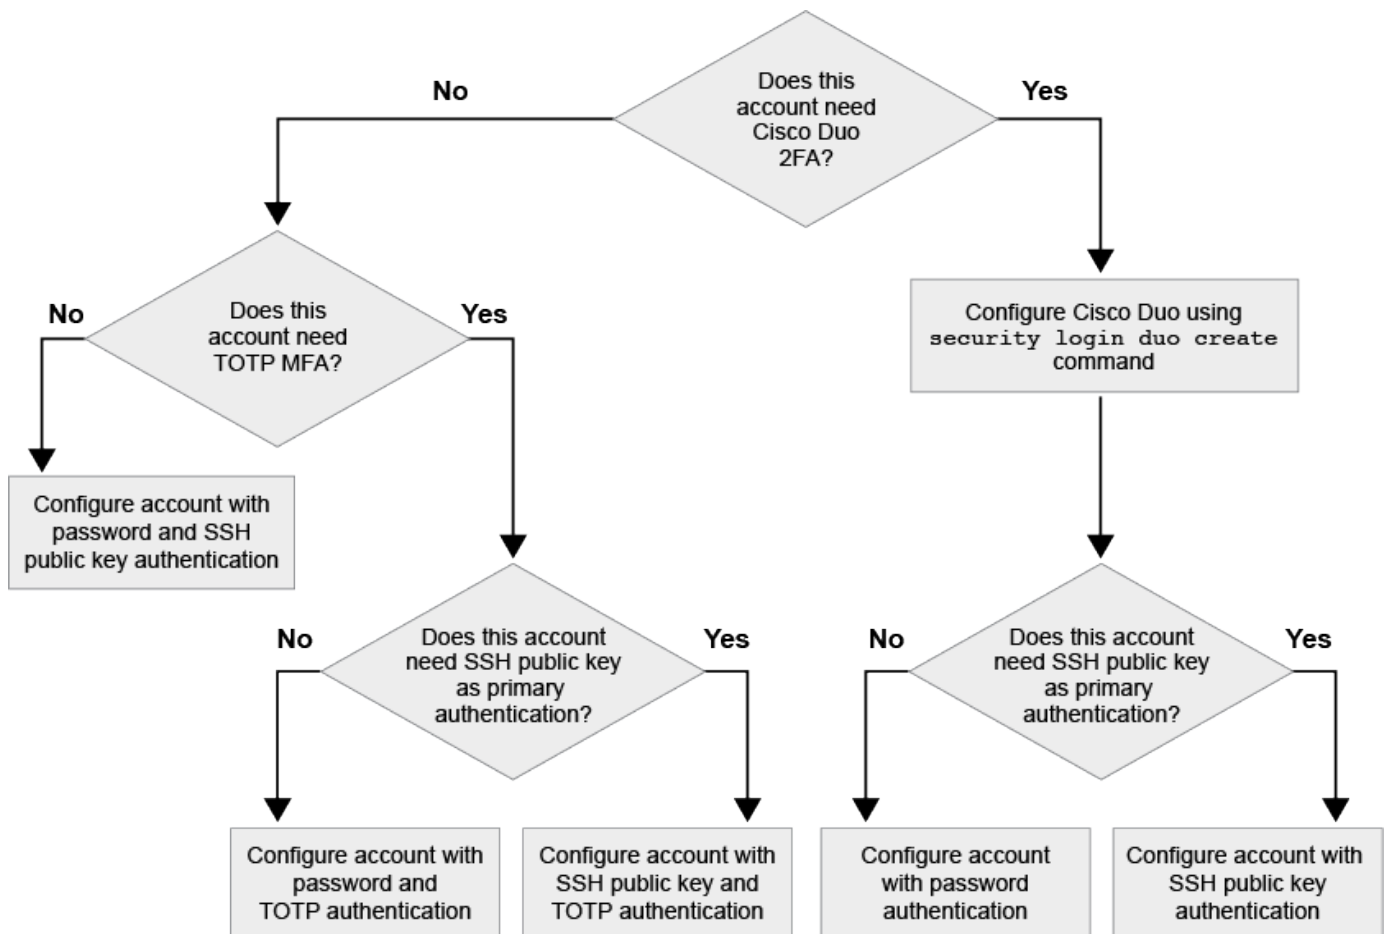 Does this
account need
Cisco Duo
2FA?
No
Yes
Does this
account need
TOTP MFA?
No
Yes
Configure Cisco Duo using
security login duo create
command
Configure account with
password and SSH
public key authentication
Does this account
need SSH public key
as primary
authentication?
No
Yes
Does this account
need SSH public key
as primary
authentication?
No
Yes
Configure account with
password and
TOTP authentication
Configure account with
SSH public key and
TOTP authentication
Configure account
with password
authentication
Configure account with
SSH public key
authentication